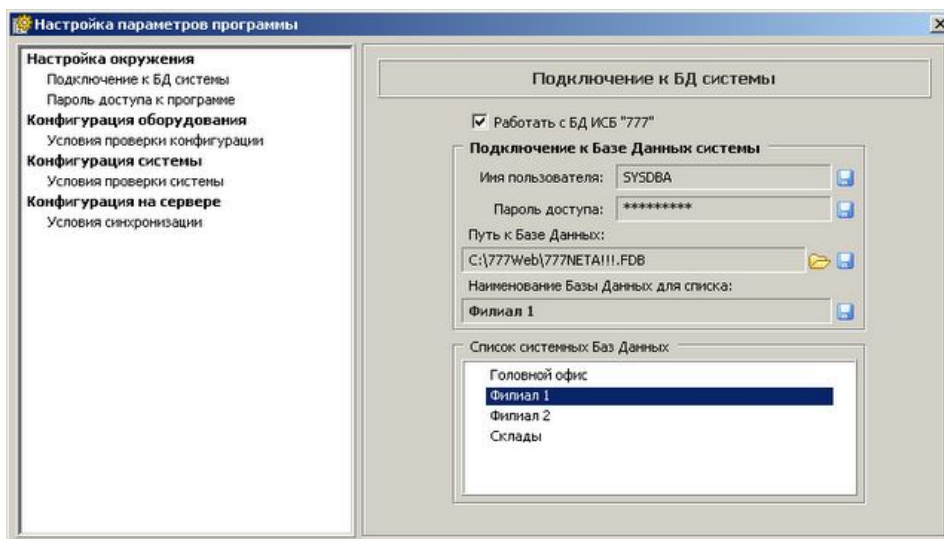 Настройка параметров программы
Настройка окружения
Подключение к БД системы
Пароль доступа к программе
Конфигурация оборудования
Условия проверки конфигурации
Конфигурация системы
Условия проверки системы
Конфигурация на сервере
Условия синхронизации
Подключение к БД системы
Работать с БД ИСБ "777"
Подключение к Базе Данных системы
Имя пользователя: SYSDBA
Пароль доступа: *********
Путь к Базе Данных:
C:\777Web\777NETA!!!.FDB
Наименование Базы Данных для списка:
Филиал 1
Список системных Баз Данных
Головной офис
Филиал 1
Филиал 2
Склады